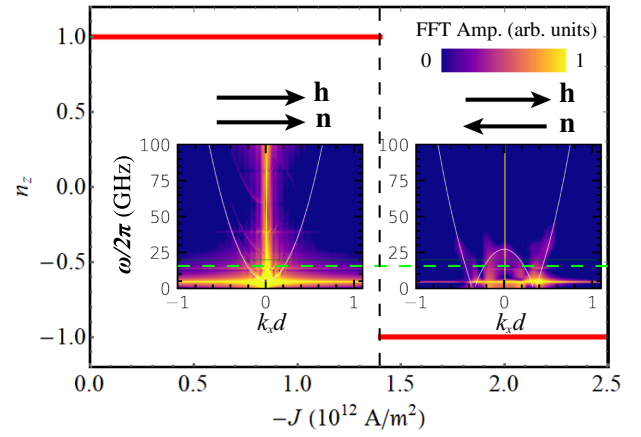 FFT Amp. (arb. units)
0 1
h h
n n
1.0
0.5
0.0
−0.5
−1.0
n_z
100
75
50
25
0
ω/2π (GHz)
−1 0 1
k_xd
100
75
50
25
0
−1 0 1
k_xd
0.0 0.5 1.0 1.5 2.0 2.5
−J (10^12 A/m^2)